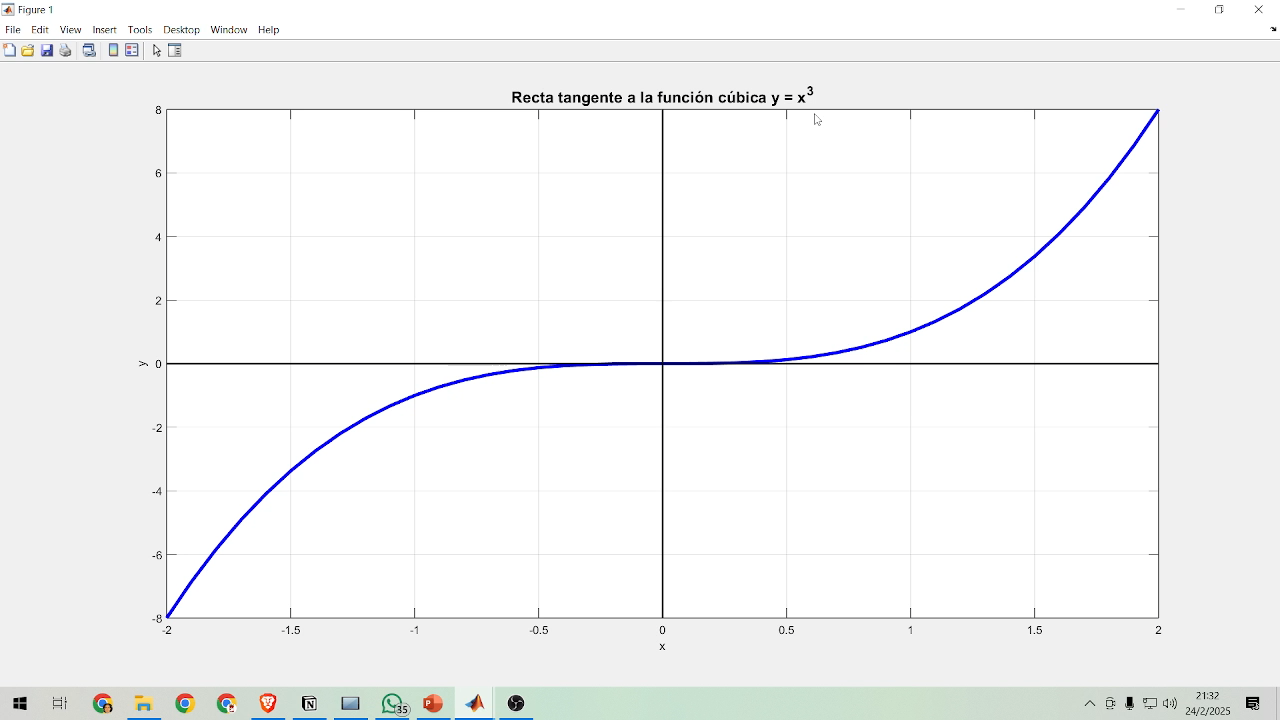 Figure 1
File Edit View Insert Tools Desktop Window Help
Recta tangente a la función cúbica y = x³
8
6
4
2
0
-2
-4
-6
-8
y
-2 -1.5 -1 -0.5 0 0.5 1 1.5 2
x
35
21:32
24/2/2025